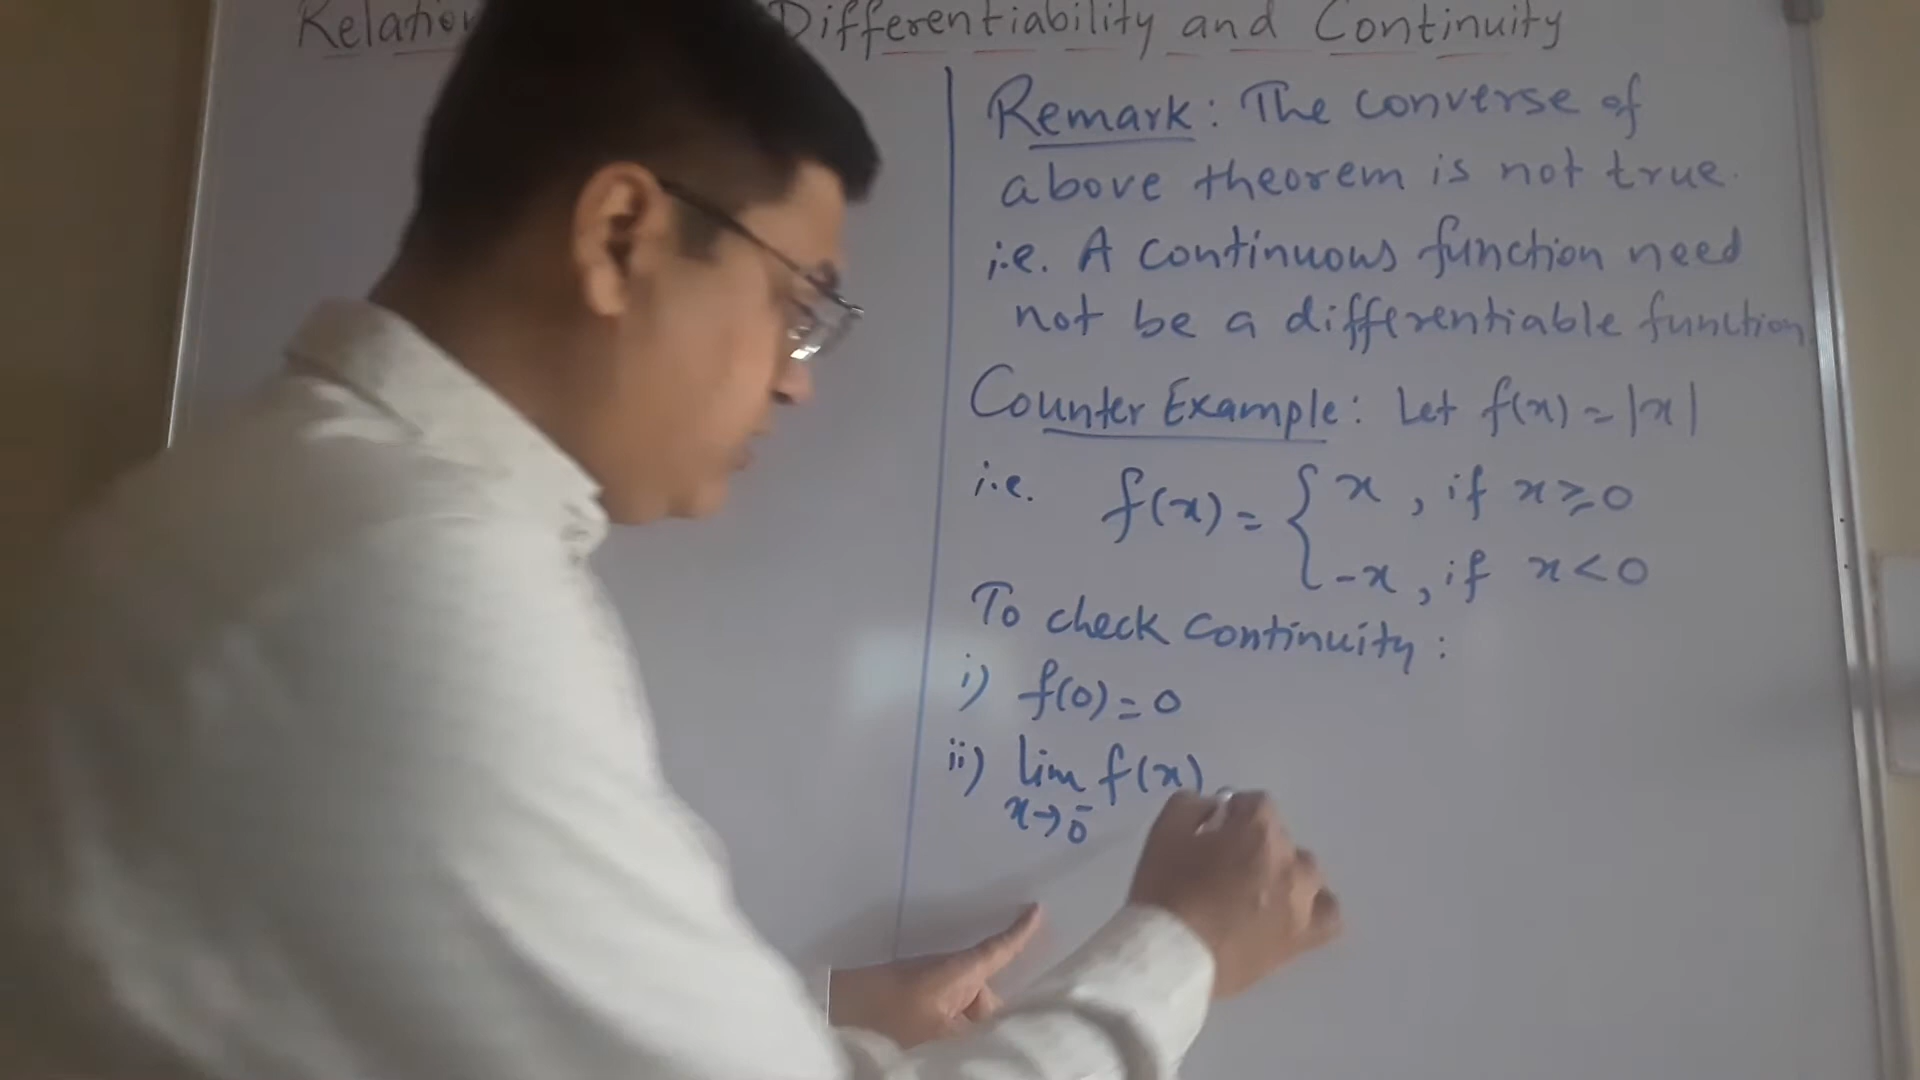 Differentiability and Continuity
Remark: The converse of
above theorem is not true.
i.e. A continuous function need
not be a differentiable function
Counter Example: Let f(x) = |x|
i.e. f(x) = { x , if x ≥ 0
-x , if x < 0
To check Continuity:
i) f(0) = 0
ii) lim f(x)
x→0⁻